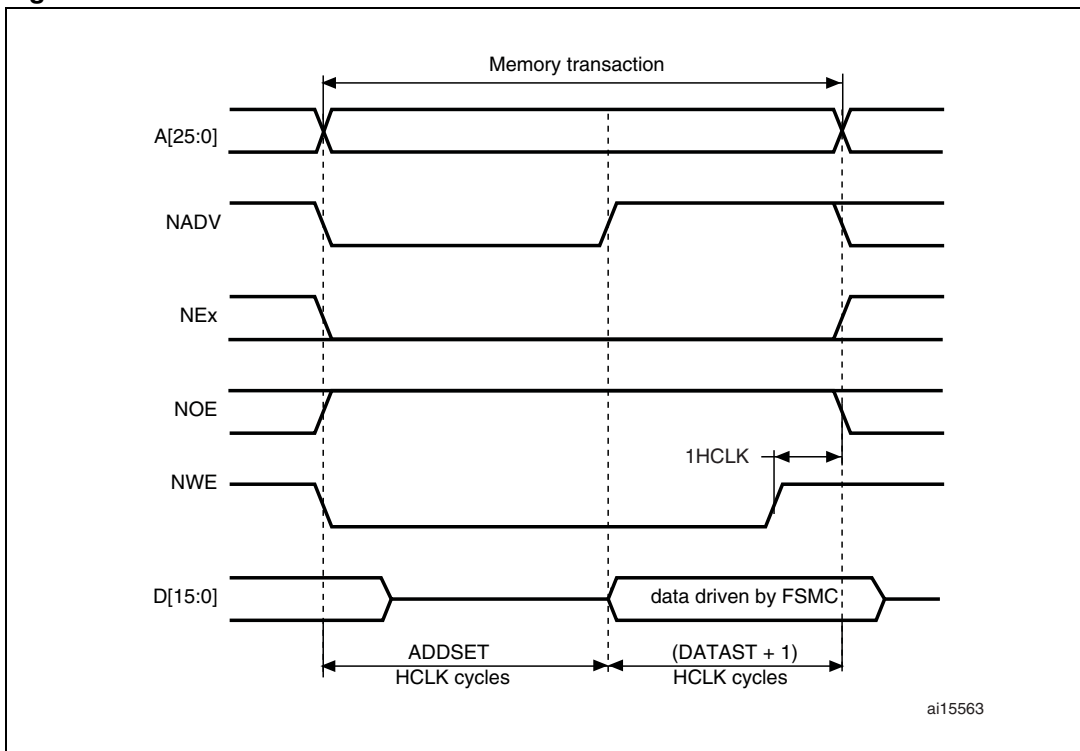 Memory transaction
A[25:0]
NADV
NEx
NOE
1HCLK
NWE
D[15:0]
data driven by FSMC
ADDSET
HCLK cycles
(DATAST + 1)
HCLK cycles
ai15563